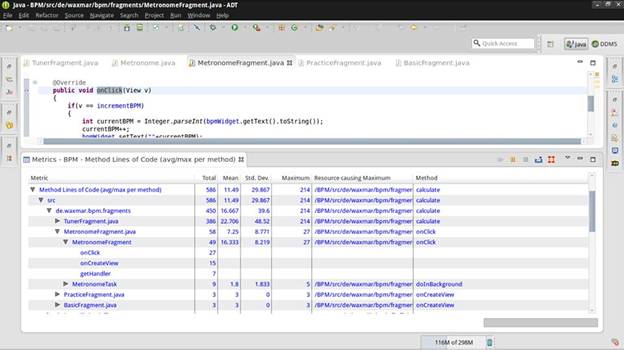 Java - BPM/src/de/waxmar/bpm/fragments/MetronomeFragment.java - ADT
File Edit Refactor Source Navigate Search Project Run Window Help
Quick Access Java DDMS
TunerFragment.java Metronome.java MetronomeFragment.java PracticeFragment.java BasicFragment.java
@Override
public void onClick(View v)
{
if(v == incrementBPM)
{
int currentBPM = Integer.parseInt(bpmWidget.getText().toString());
currentBPM++;
bpmWidget.setText(""+currentBPM);
Metrics - BPM - Method Lines of Code (avg/max per method)
Metric Total Mean Std. Dev. Maximum Resource causing Maximum Method
Method Lines of Code (avg/max per method) 586 11.49 29.867 214 /BPM/src/de/waxmar/bpm/fragmer calculate
src 586 11.49 29.867 214 /BPM/src/de/waxmar/bpm/fragmer calculate
de.waxmar.bpm.fragments 450 16.667 39.6 214 /BPM/src/de/waxmar/bpm/fragmer calculate
TunerFragment.java 386 22.706 48.52 214 /BPM/src/de/waxmar/bpm/fragmer calculate
MetronomeFragment.java 58 7.25 8.771 27 /BPM/src/de/waxmar/bpm/fragmer onClick
MetronomeFragment 49 16.333 8.219 27 /BPM/src/de/waxmar/bpm/fragmer onClick
onClick 27
onCreateView 15
getHandler 7
MetronomeTask 9 1.8 1.833 5 /BPM/src/de/waxmar/bpm/fragmer doInBackground
PracticeFragment.java 3 3 0 3 /BPM/src/de/waxmar/bpm/fragmer onCreateView
BasicFragment.java 3 3 0 3 /BPM/src/de/waxmar/bpm/fragmer onCreateView
116M of 298M